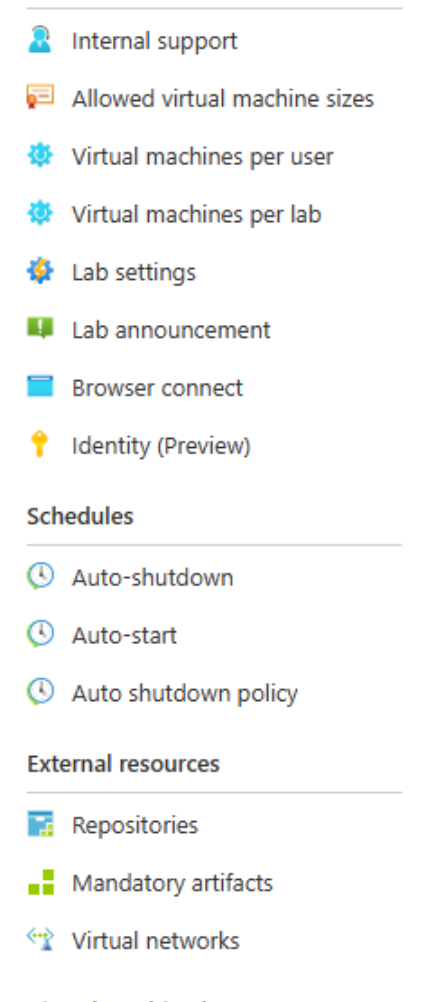 Internal support
Allowed virtual machine sizes
Virtual machines per user
Virtual machines per lab
Lab settings
Lab announcement
Browser connect
Identity (Preview)
Schedules
Auto-shutdown
Auto-start
Auto shutdown policy
External resources
Repositories
Mandatory artifacts
Virtual networks